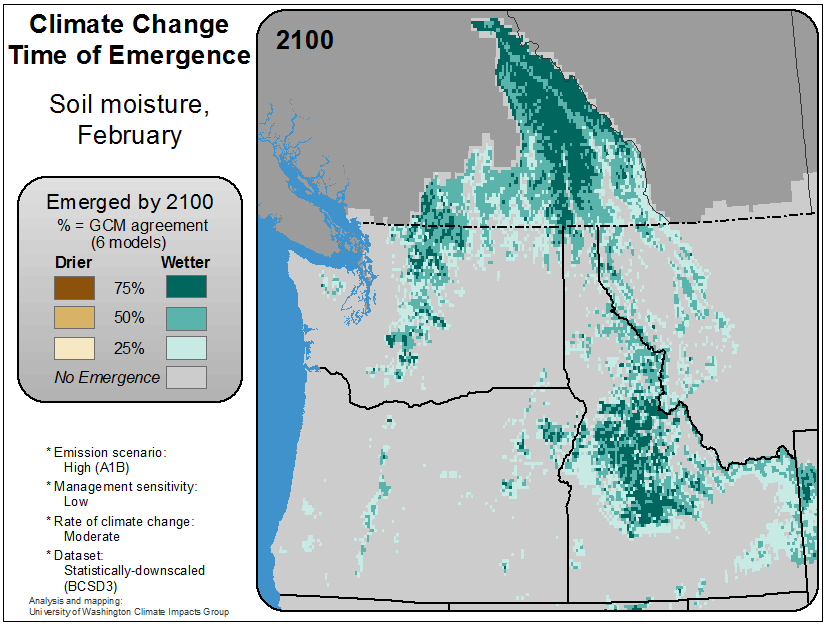 Climate Change
Time of Emergence
Soil moisture,
February
Emerged by 2100
% = GCM agreement
(6 models)
Drier Wetter
75%
50%
25%
No Emergence
* Emission scenario:
High (A1B)
* Management sensitivity:
Low
* Rate of climate change:
Moderate
* Dataset:
Statistically-downscaled
(BCSD3)
Analysis and mapping:
University of Washington Climate Impacts Group
2100